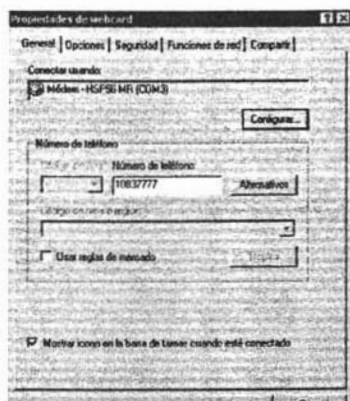 Propiedades de webcard
General Opciones Seguridad Funciones de red Compartir
Conectar usando:
Módem - HSP56 MR (COM3)
Configurar...
Número de teléfono
Número de teléfono:
10837777 Alternativos
Usar reglas de marcado
Mostrar icono en la barra de tareas cuando esté conectado